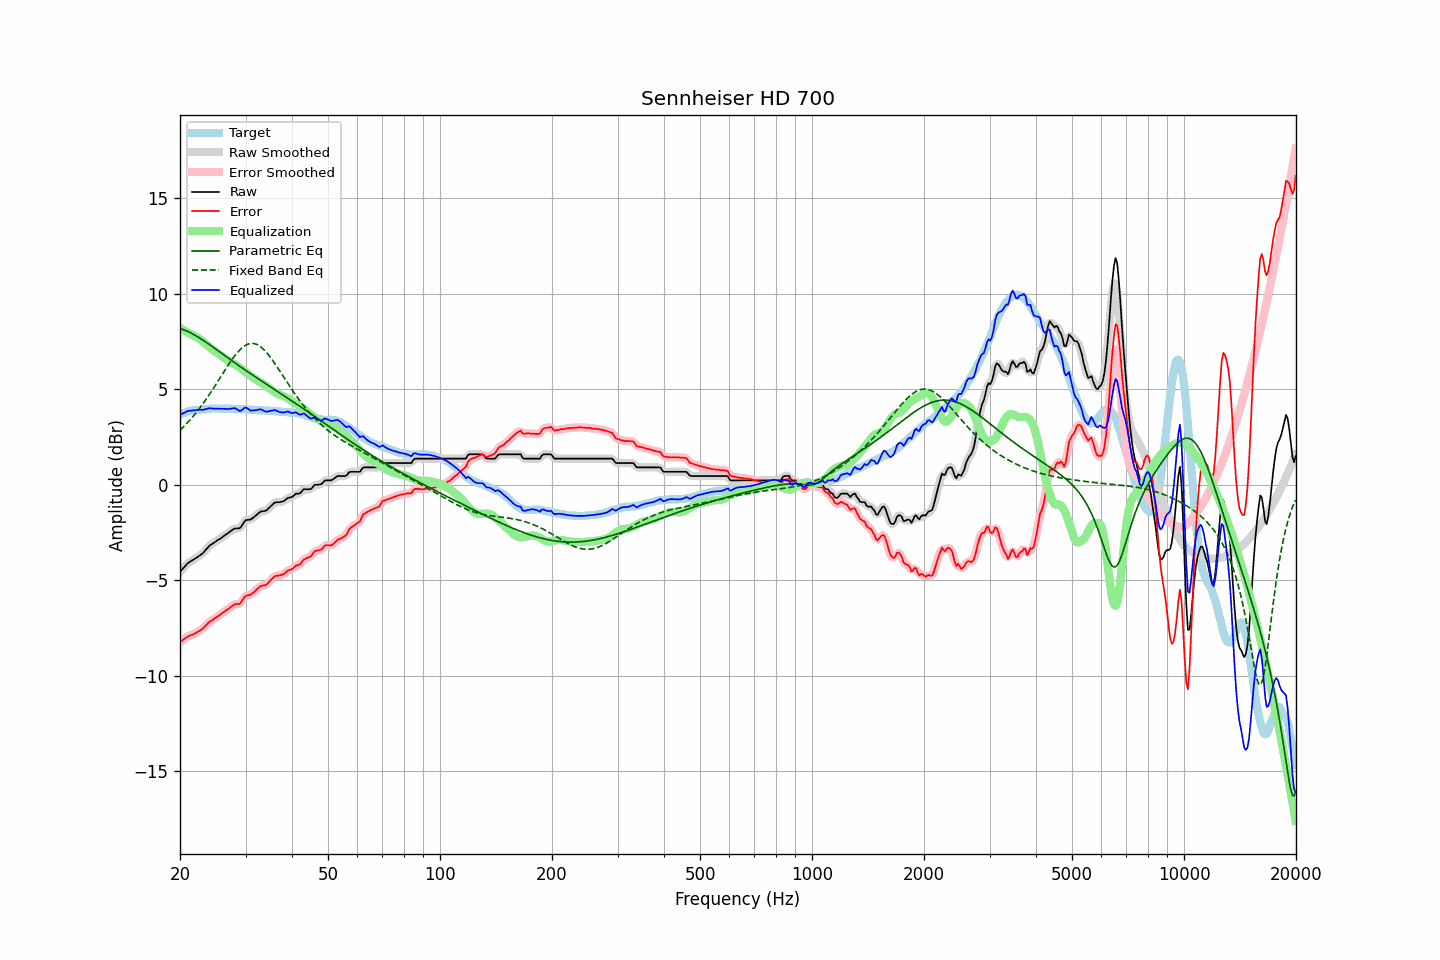 Sennheiser HD 700
Target
Raw Smoothed
Error Smoothed
Raw
Error
Equalization
Parametric Eq
Fixed Band Eq
Equalized
Amplitude (dBr)
15
10
5
0
−5
−10
−15
20 50 100 200 500 1000 2000 5000 10000 20000
Frequency (Hz)